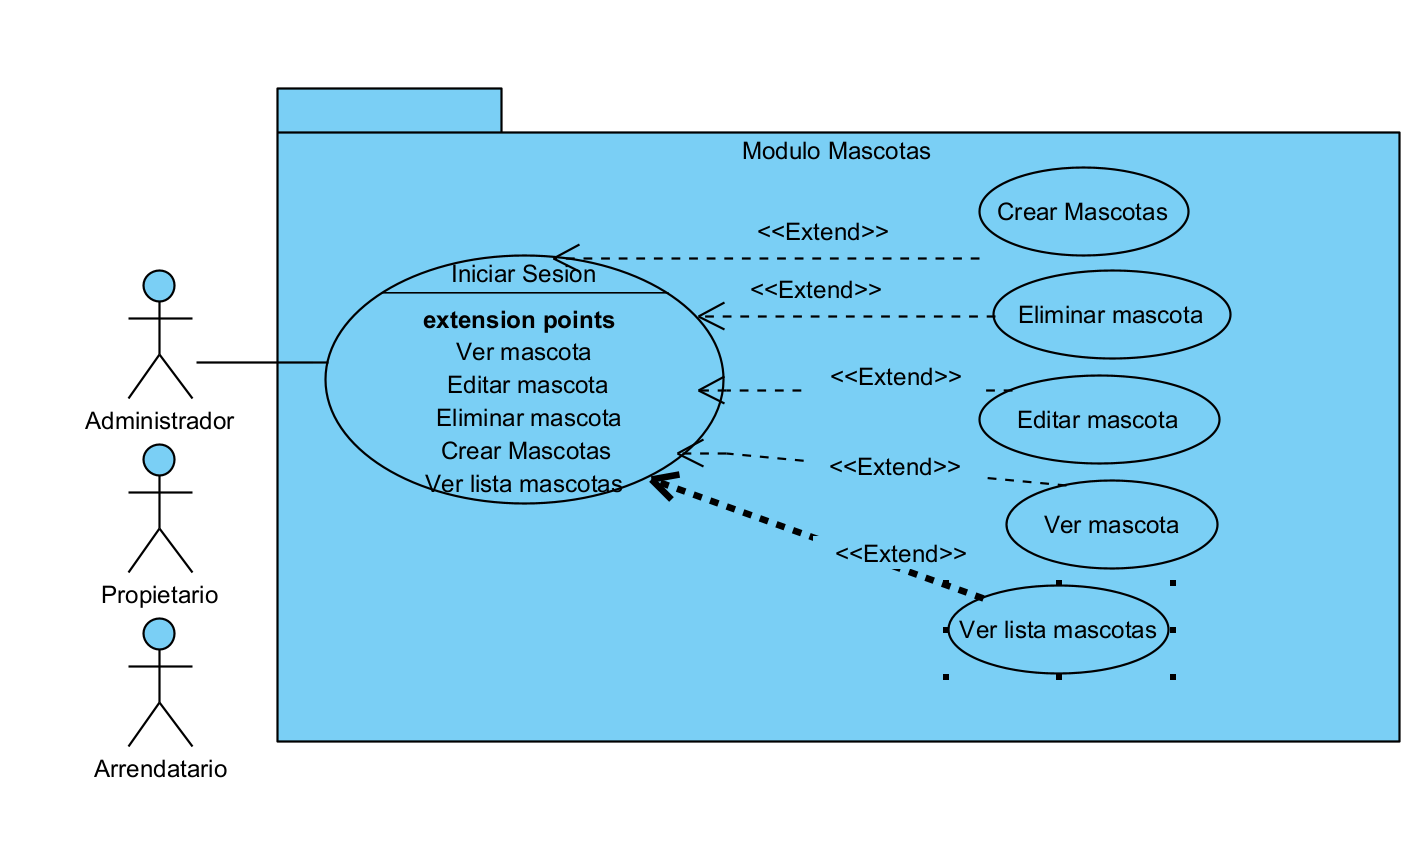 Modulo Mascotas
Crear Mascotas
<<Extend>>
Iniciar Sesion
<<Extend>>
Eliminar mascota
extension points
Ver mascota
Editar mascota
Eliminar mascota
Crear Mascotas
Ver lista mascotas
<<Extend>>
Editar mascota
<<Extend>>
Ver mascota
<<Extend>>
Ver lista mascotas
Administrador
Propietario
Arrendatario